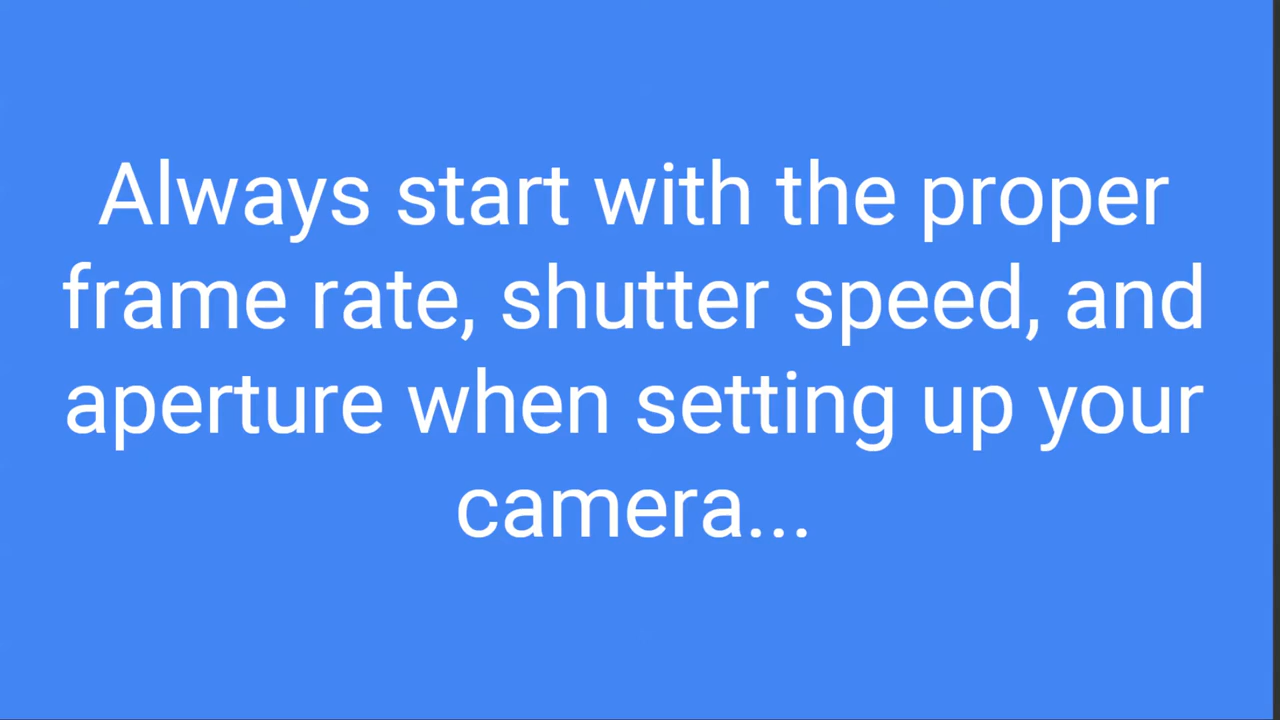 Always start with the proper
frame rate, shutter speed, and
aperture when setting up your
camera...